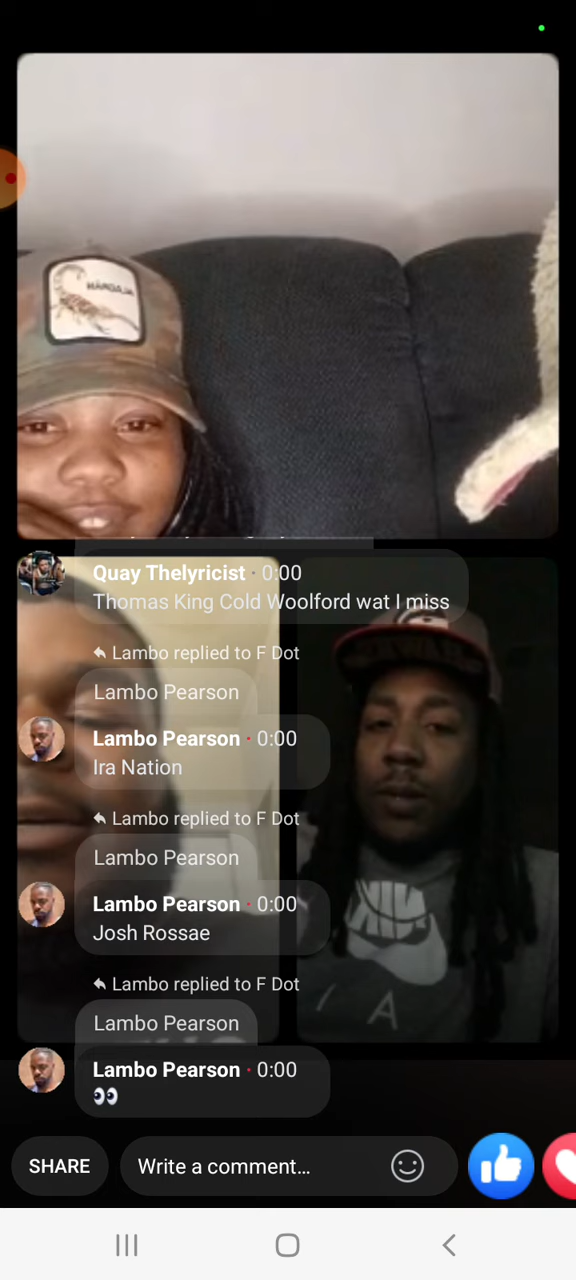 Quay Thelyricist · 0:00
Thomas King Cold Woolford wat I miss
Lambo replied to F Dot
Lambo Pearson
Lambo Pearson · 0:00
Ira Nation
Lambo replied to F Dot
Lambo Pearson
Lambo Pearson · 0:00
Josh Rossae
Lambo replied to F Dot
Lambo Pearson
Lambo Pearson · 0:00
👀
SHARE
Write a comment...